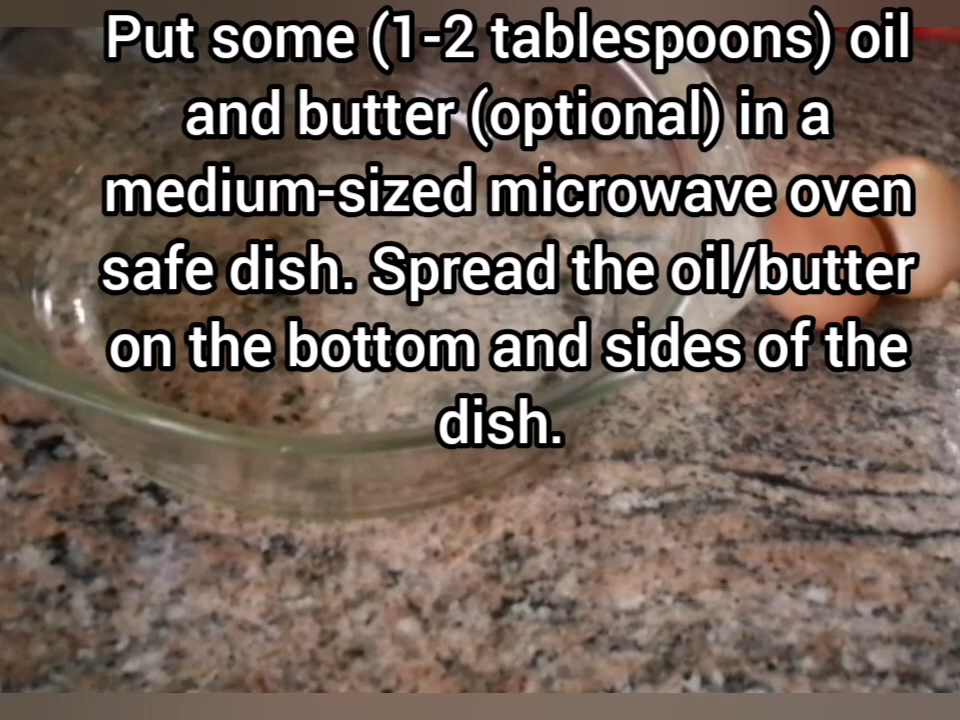 Put some (1-2 tablespoons) oil
and butter (optional) in a
medium-sized microwave oven
safe dish. Spread the oil/butter
on the bottom and sides of the
dish.